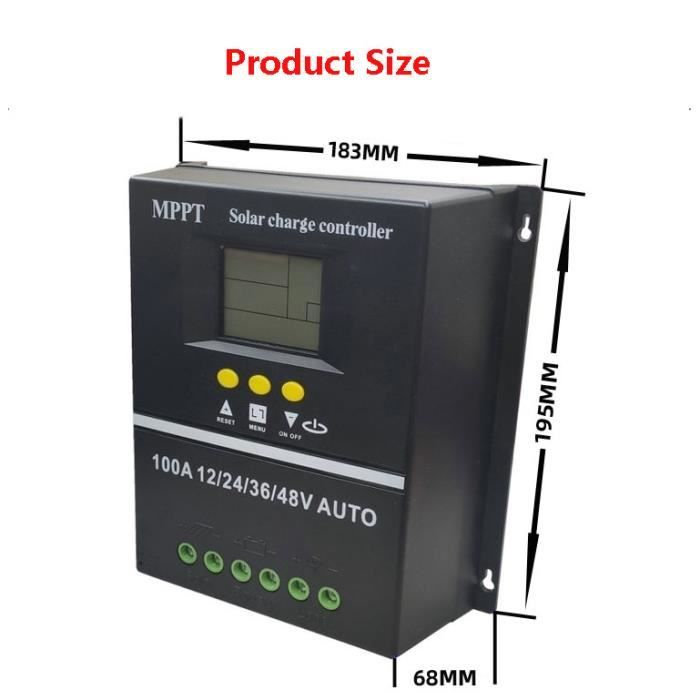 Product Size
183MM
MPPT Solar charge controller
RESET MENU ON OFF
100A 12/24/36/48V AUTO
195MM
68MM